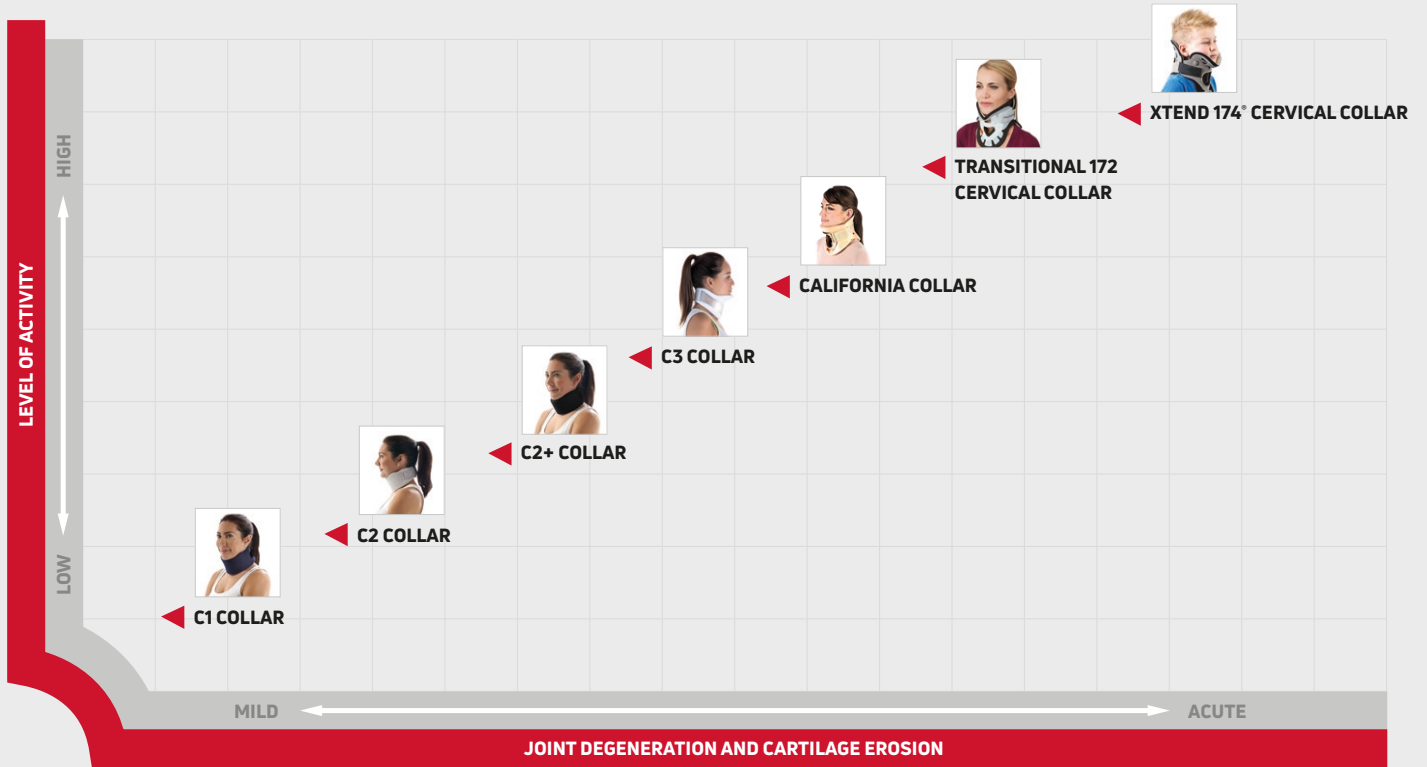 XTEND 174® CERVICAL COLLAR
TRANSITIONAL 172
CERVICAL COLLAR
CALIFORNIA COLLAR
C3 COLLAR
C2+ COLLAR
C2 COLLAR
C1 COLLAR
HIGH
LEVEL OF ACTIVITY
LOW
MILD
ACUTE
JOINT DEGENERATION AND CARTILAGE EROSION